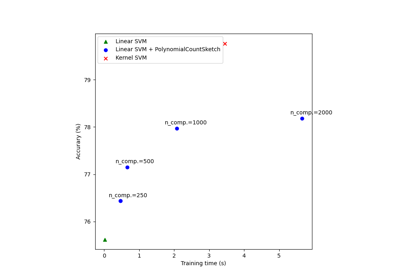 Linear SVM
Linear SVM + PolynomialCountSketch
Kernel SVM
79
n_comp.=2000
n_comp.=1000
78
n_comp.=500
77
n_comp.=250
76
Accuracy (%)
0 1 2 3 4 5
Training time (s)